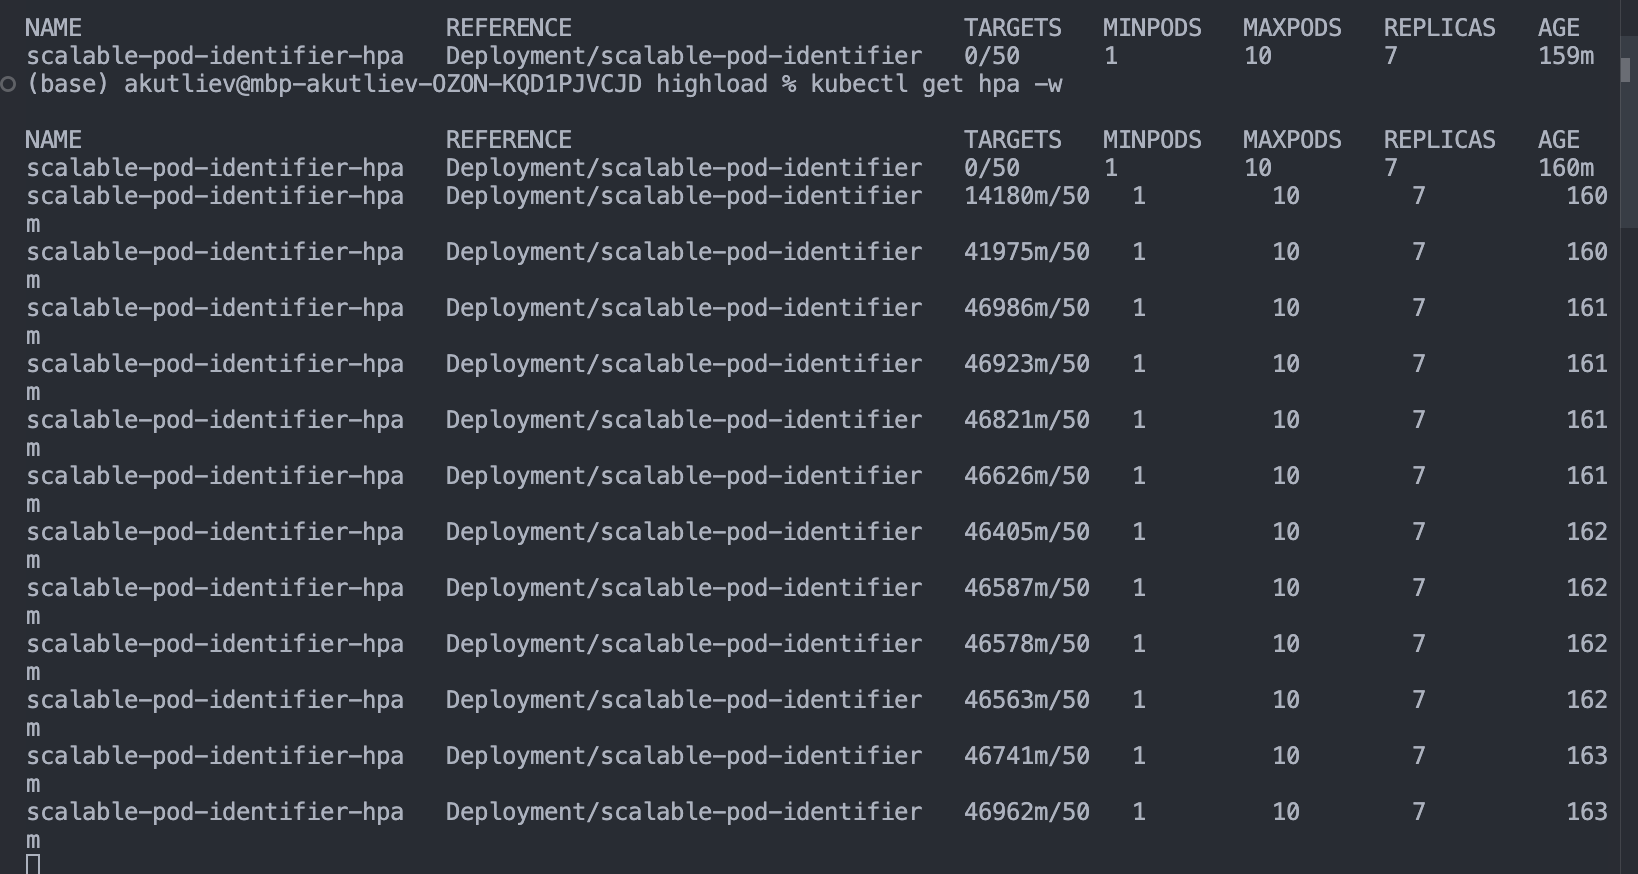 NAME REFERENCE TARGETS MINPODS MAXPODS REPLICAS AGE
scalable-pod-identifier-hpa Deployment/scalable-pod-identifier 0/50 1 10 7 159m
(base) akutliev@mbp-akutliev-OZON-KQD1PJVCJD highload % kubectl get hpa -w
NAME REFERENCE TARGETS MINPODS MAXPODS REPLICAS AGE
scalable-pod-identifier-hpa Deployment/scalable-pod-identifier 0/50 1 10 7 160m
scalable-pod-identifier-hpa Deployment/scalable-pod-identifier 14180m/50 1 10 7 160
m
scalable-pod-identifier-hpa Deployment/scalable-pod-identifier 41975m/50 1 10 7 160
m
scalable-pod-identifier-hpa Deployment/scalable-pod-identifier 46986m/50 1 10 7 161
m
scalable-pod-identifier-hpa Deployment/scalable-pod-identifier 46923m/50 1 10 7 161
m
scalable-pod-identifier-hpa Deployment/scalable-pod-identifier 46821m/50 1 10 7 161
m
scalable-pod-identifier-hpa Deployment/scalable-pod-identifier 46626m/50 1 10 7 161
m
scalable-pod-identifier-hpa Deployment/scalable-pod-identifier 46405m/50 1 10 7 162
m
scalable-pod-identifier-hpa Deployment/scalable-pod-identifier 46587m/50 1 10 7 162
m
scalable-pod-identifier-hpa Deployment/scalable-pod-identifier 46578m/50 1 10 7 162
m
scalable-pod-identifier-hpa Deployment/scalable-pod-identifier 46563m/50 1 10 7 162
m
scalable-pod-identifier-hpa Deployment/scalable-pod-identifier 46741m/50 1 10 7 163
m
scalable-pod-identifier-hpa Deployment/scalable-pod-identifier 46962m/50 1 10 7 163
m